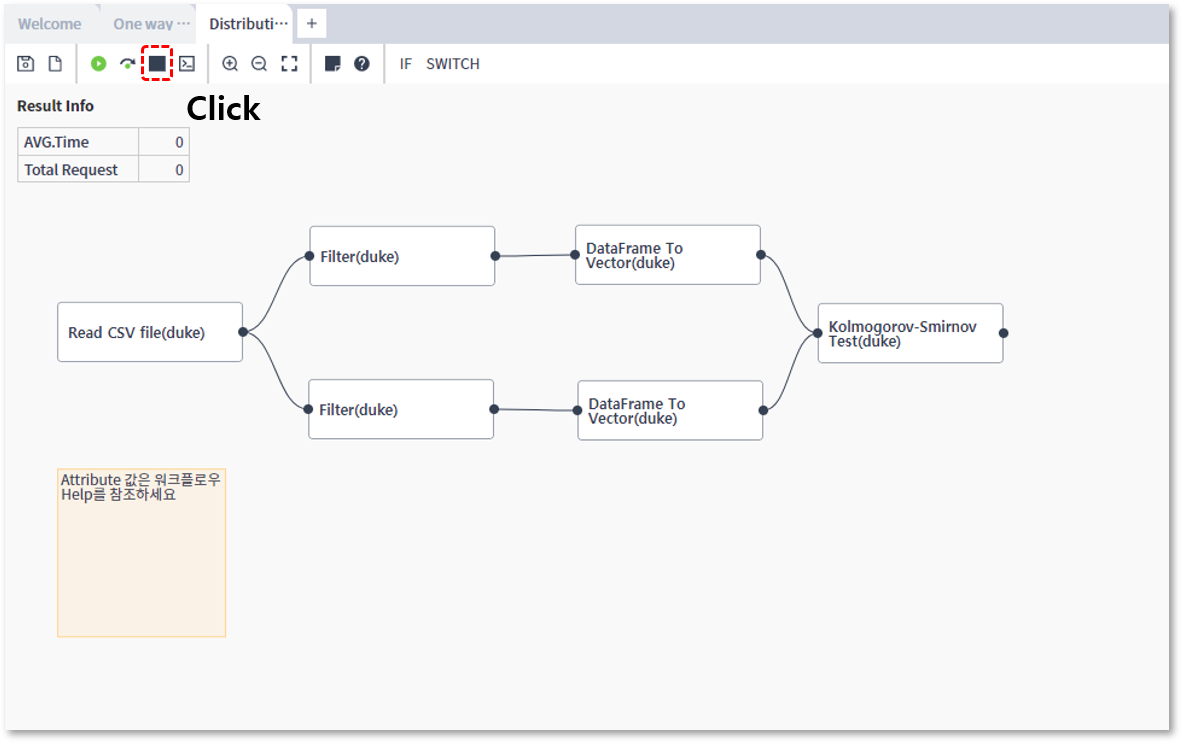 Welcome
One way ···
Distributi···
+
IF SWITCH
Click
Result Info
AVG.Time 0
Total Request 0
Filter(duke)
DataFrame To
Vector(duke)
Read CSV file(duke)
Kolmogorov-Smirnov
Test(duke)
Filter(duke)
DataFrame To
Vector(duke)
Attribute 값은 워크플로우
Help를 참조하세요